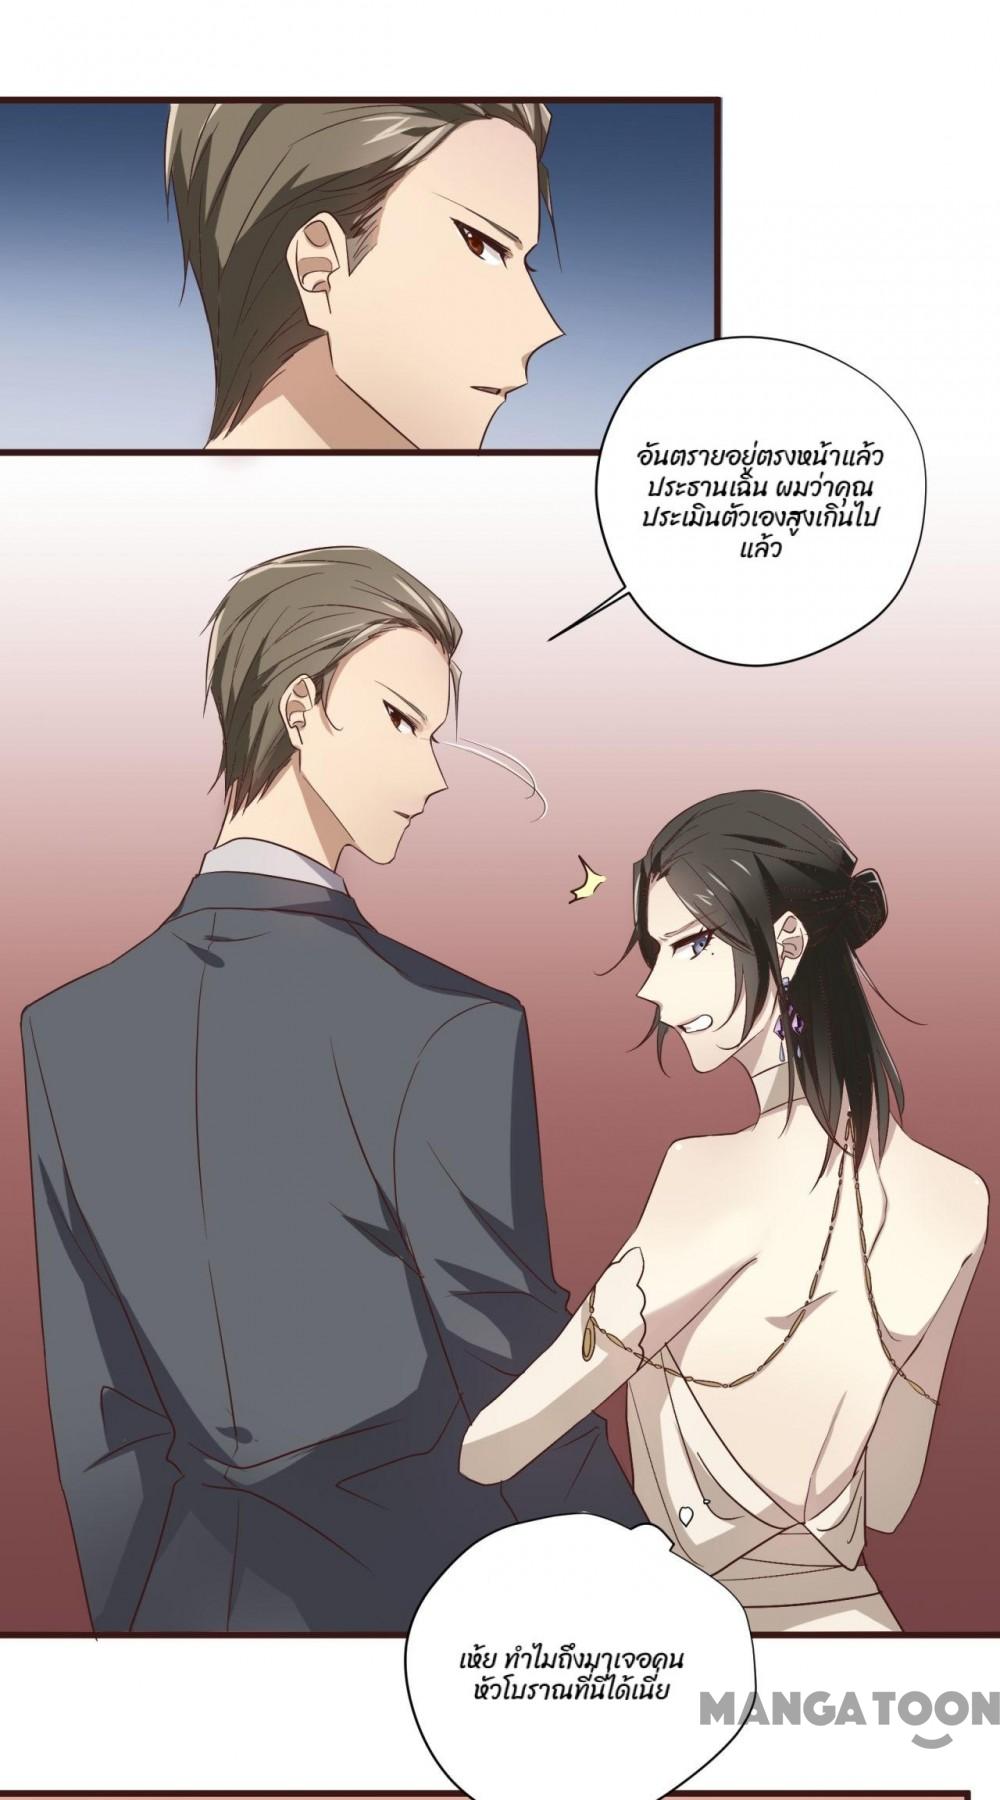 อันตรายอยู่ตรงหน้าแล้ว
ประธานเฉิน ผมว่าคุณ
ประเมินตัวเองสูงเกินไป
แล้ว
เห้ย ทำไมถึงมาเจอคน
หัวโบราณที่นี่ได้เนี่ย
MANGATOON